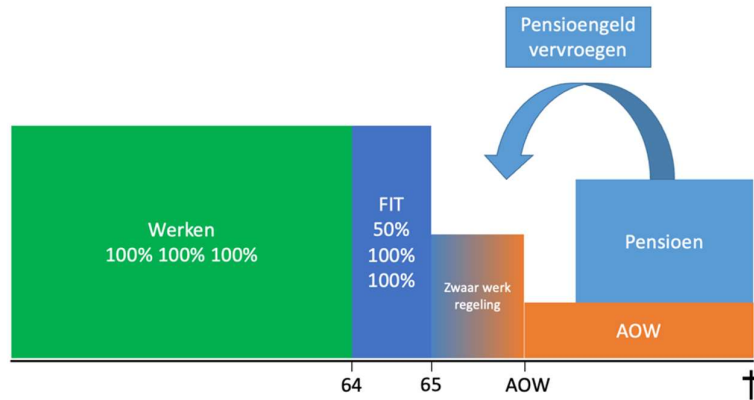 Pensioengeld
vervroegen
Werken
100% 100% 100%
FIT
50%
100%
100%
Zwaar werk
regeling
Pensioen
AOW
64
65
AOW